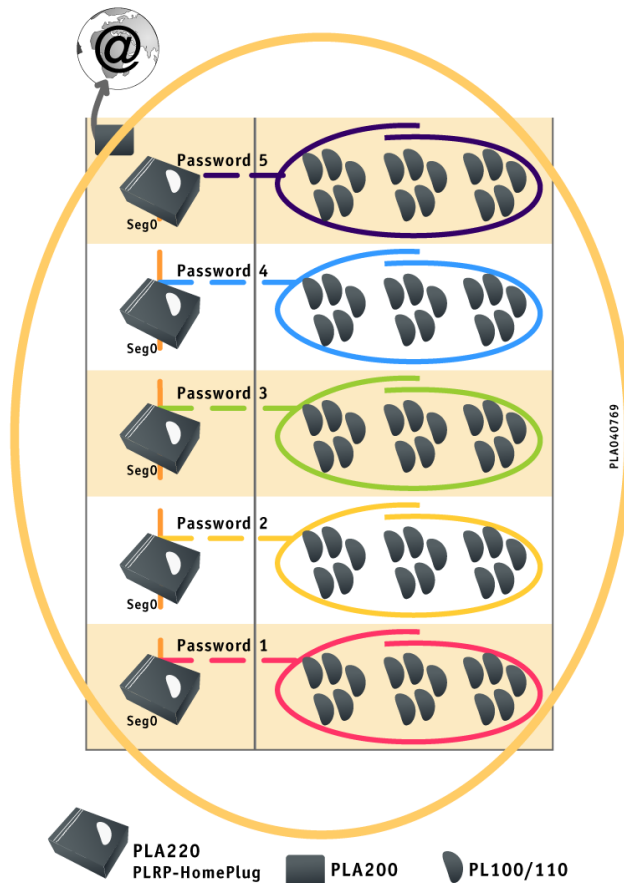 @
Password 5
Seg0
Password 4
Seg0
Password 3
Seg0
Password 2
Seg0
Password 1
Seg0
PLA040769
PLA220
PLRP-HomePlug
PLA200
PL100/110